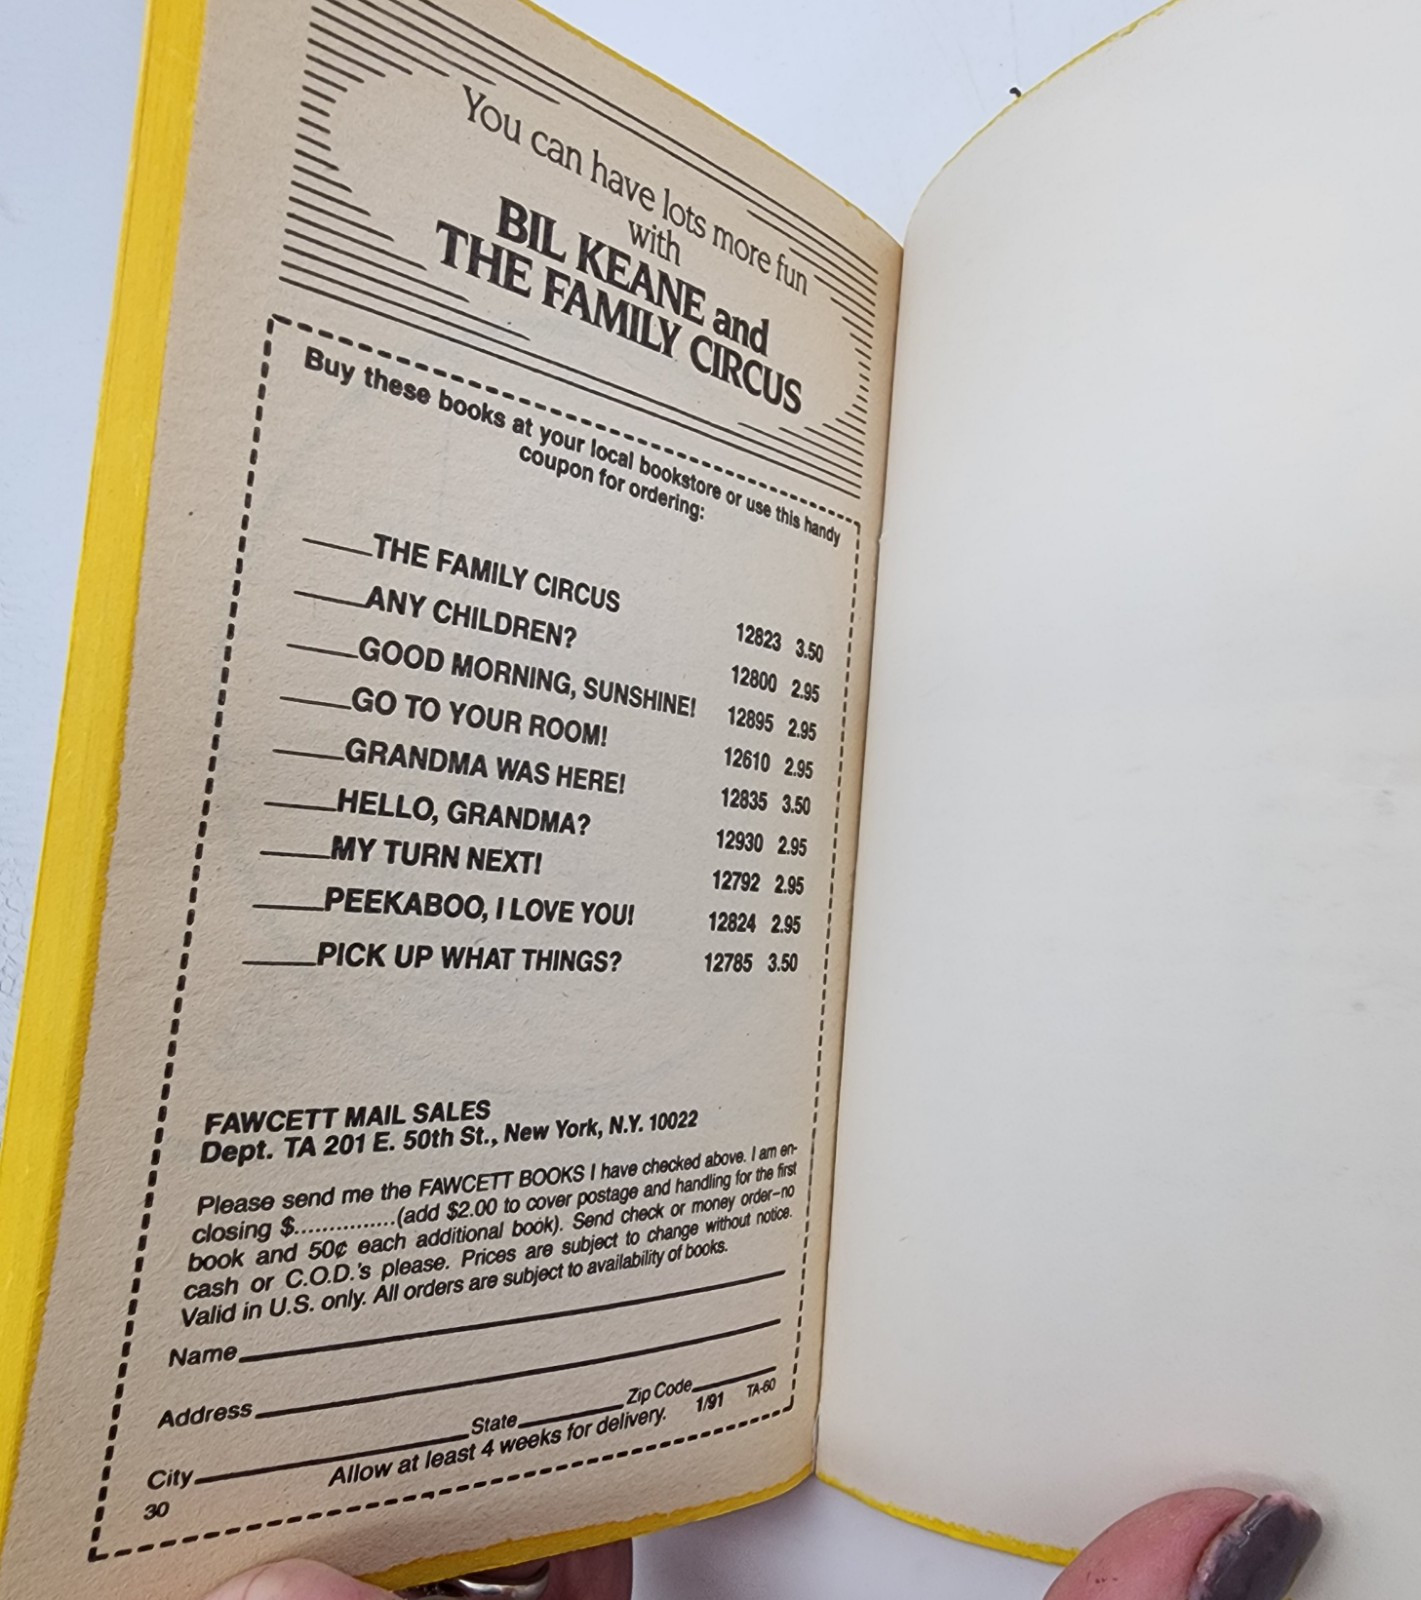 You can have lots more fun
with
BIL KEANE and
THE FAMILY CIRCUS
Buy these books at your local bookstore or use this handy
coupon for ordering:
____THE FAMILY CIRCUS 12823 3.50
____ANY CHILDREN? 12800 2.95
____GOOD MORNING, SUNSHINE! 12895 2.95
____GO TO YOUR ROOM! 12610 2.95
____GRANDMA WAS HERE! 12835 3.50
____HELLO, GRANDMA? 12930 2.95
____MY TURN NEXT! 12792 2.95
____PEEKABOO, I LOVE YOU! 12824 2.95
____PICK UP WHAT THINGS? 12785 3.50
FAWCETT MAIL SALES
Dept. TA 201 E. 50th St., New York, N.Y. 10022
Please send me the FAWCETT BOOKS I have checked above. I am en-
closing $...............(add $2.00 to cover postage and handling for the first
book and 50¢ each additional book). Send check or money order–no
cash or C.O.D.'s please. Prices are subject to change without notice.
Valid in U.S. only. All orders are subject to availability of books.
Name____
Address____
City____State____Zip Code____
30 Allow at least 4 weeks for delivery. 1/91 TA-60